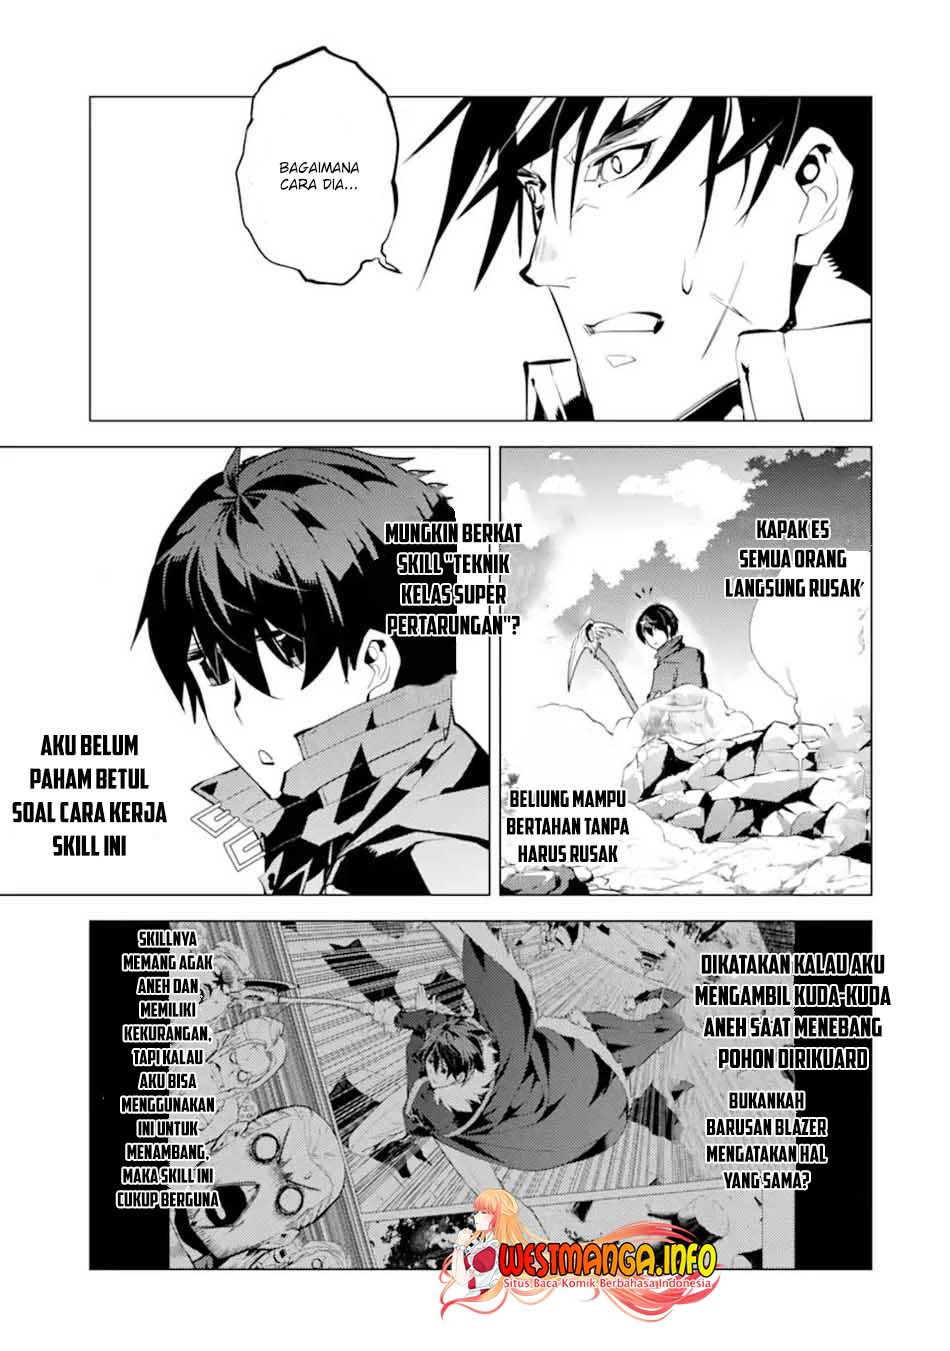 BAGAIMANA
CARA DIA...
KAPAK ES
SEMUA ORANG
LANGSUNG RUSAK
BELIUNG MAMPU
BERTAHAN TANPA
HARUS RUSAK
MUNGKIN BERKAT
SKILL "TEKNIK
KELAS SUPER
PERTARUNGAN"?
AKU BELUM
PAHAM BETUL
SOAL CARA KERJA
SKILL INI
DIKATAKAN KALAU AKU
MENGAMBIL KUDA-KUDA
ANEH SAAT MENEBANG
POHON DIRIKUARD
BUKANKAH
BARUSAN BLAZER
MENGATAKAN HAL
YANG SAMA?
SKILLNYA
MEMANG AGAK
ANEH DAN
MEMILIKI
KEKURANGAN,
TAPI KALAU
AKU BISA
MENGGUNAKAN
INI UNTUK
MENAMBANG,
MAKA SKILL INI
CUKUP BERGUNA
WESTMANGA.INFO
Situs Baca Komik Berbahasa Indonesia